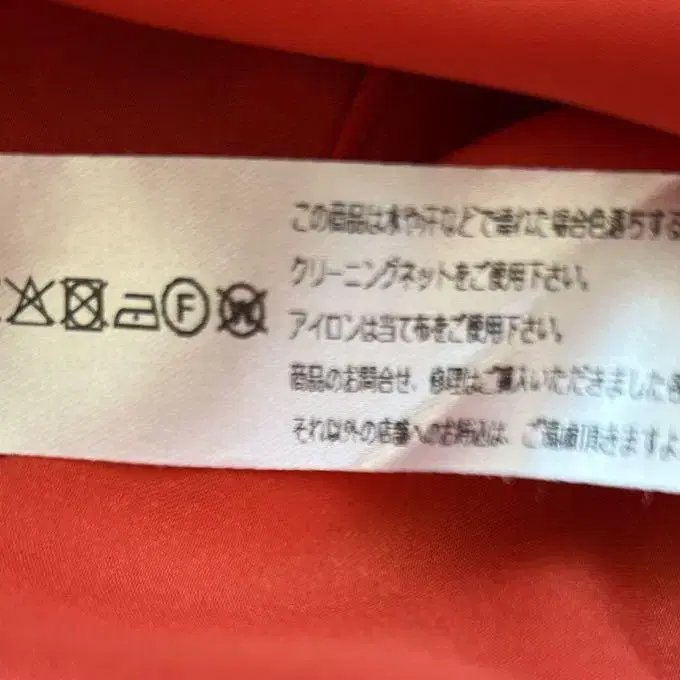 この商品は水や汗などで濡れた場合色落ちする
クリーニングネットをご使用下さい。
アイロンは当て布をご使用下さい。
商品のお問合せ、修理はご購入いただきました
それ以外の店舗へのお持込は、ご遠慮頂きますよ
F
W